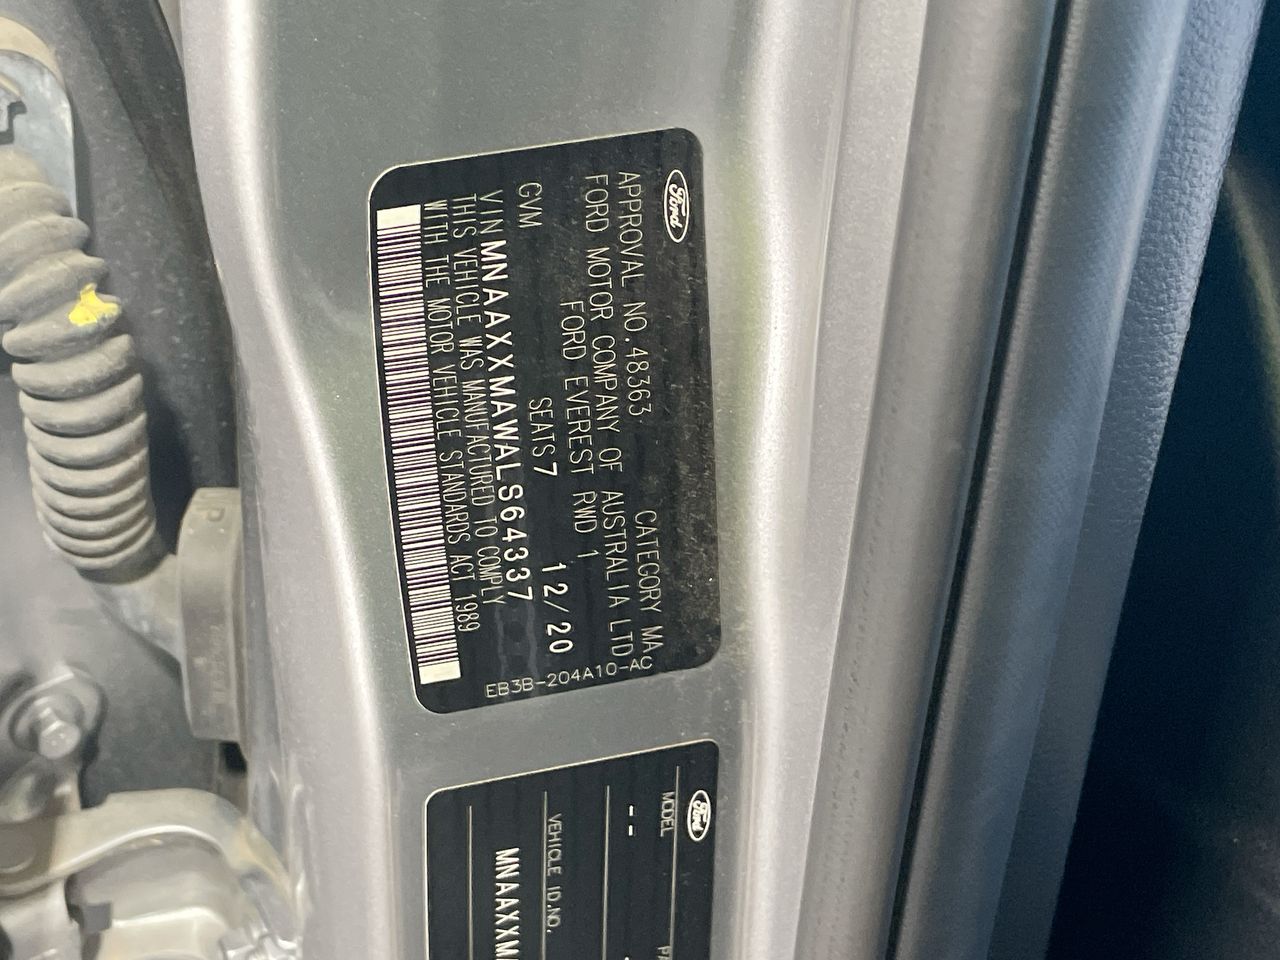 Ford
APPROVAL NO.48363 CATEGORY MA
FORD MOTOR COMPANY OF AUSTRALIA LTD
FORD EVEREST RWD 1
GVM SEATS 7 12/20
VIN MNAAXXMAWALS64337
THIS VEHICLE WAS MANUFACTURED TO COMPLY
WITH THE MOTOR VEHICLE STANDARDS ACT 1989
EB3B-204A10-AC
Ford
MODEL
--
VEHICLE ID.NO.
MNAAXXM